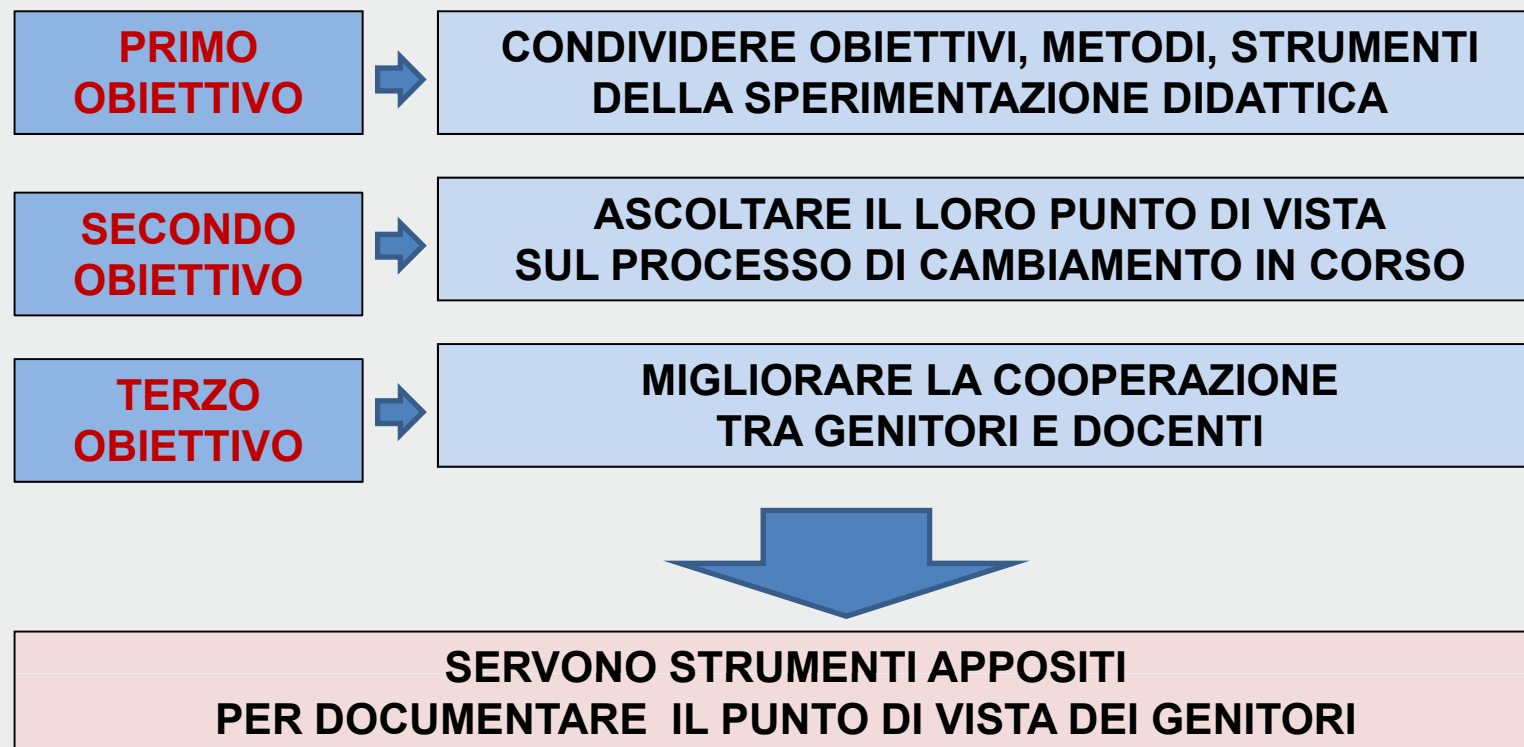 PRIMO
OBIETTIVO
CONDIVIDERE OBIETTIVI, METODI, STRUMENTI
DELLA SPERIMENTAZIONE DIDATTICA
SECONDO
OBIETTIVO
ASCOLTARE IL LORO PUNTO DI VISTA
SUL PROCESSO DI CAMBIAMENTO IN CORSO
TERZO
OBIETTIVO
MIGLIORARE LA COOPERAZIONE
TRA GENITORI E DOCENTI
SERVONO STRUMENTI APPOSITI
PER DOCUMENTARE IL PUNTO DI VISTA DEI GENITORI